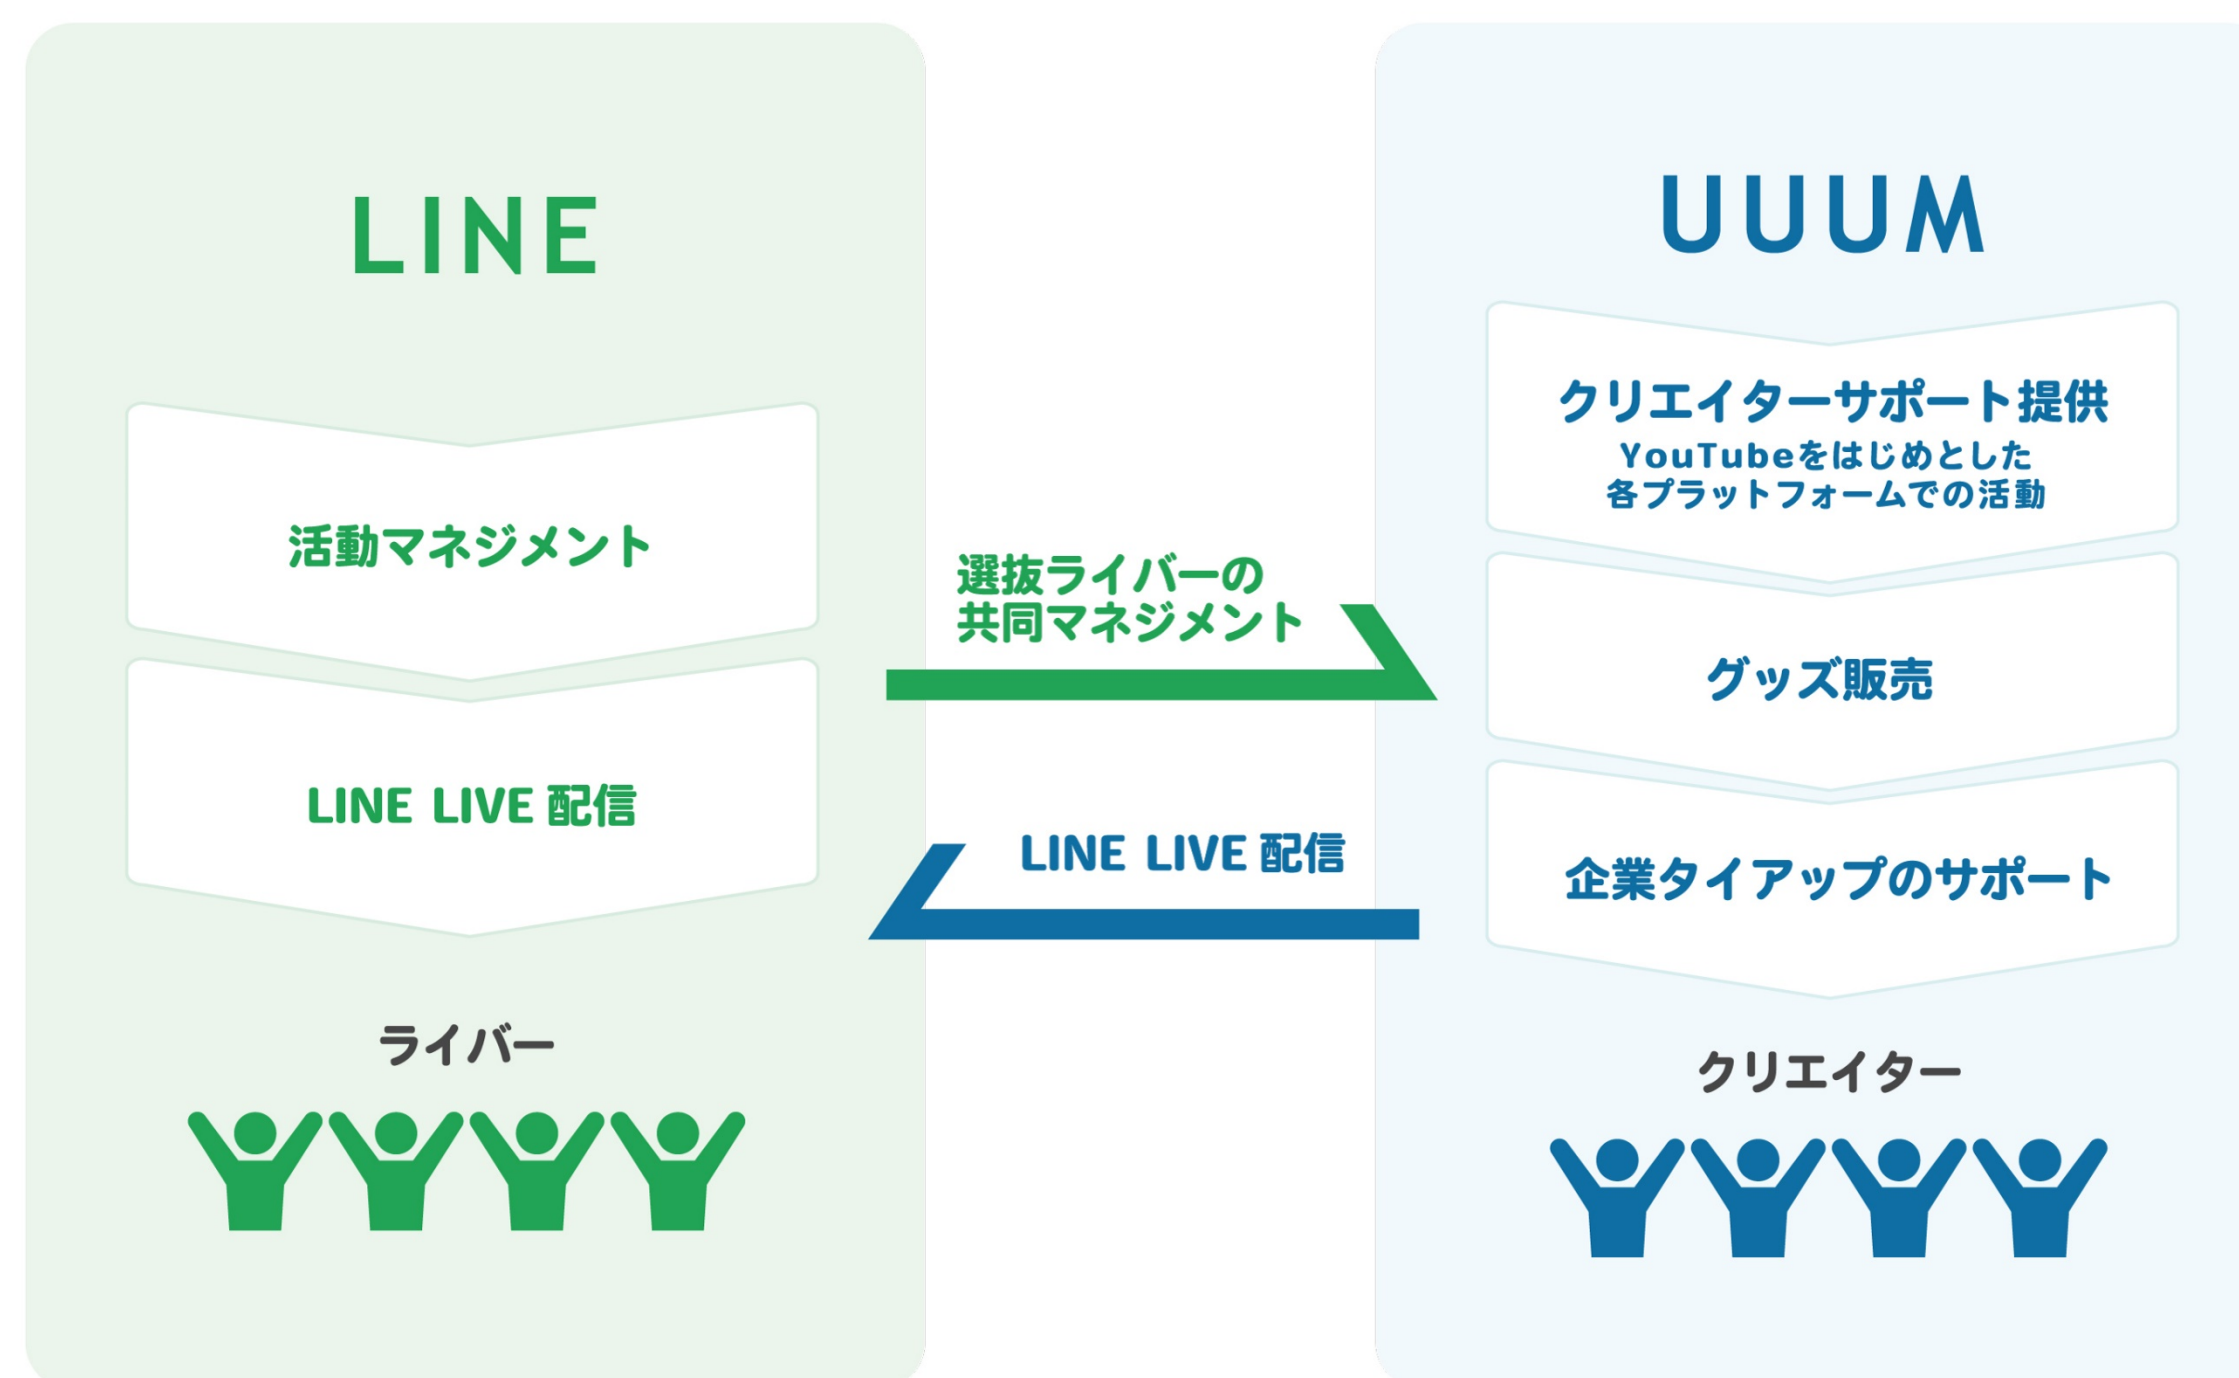 LINE
活動マネジメント
LINE LIVE 配信
ライバー
選抜ライバーの
共同マネジメント
LINE LIVE 配信
UUUM
クリエイターサポート提供
YouTubeをはじめとした
各プラットフォームでの活動
グッズ販売
企業タイアップのサポート
クリエイター